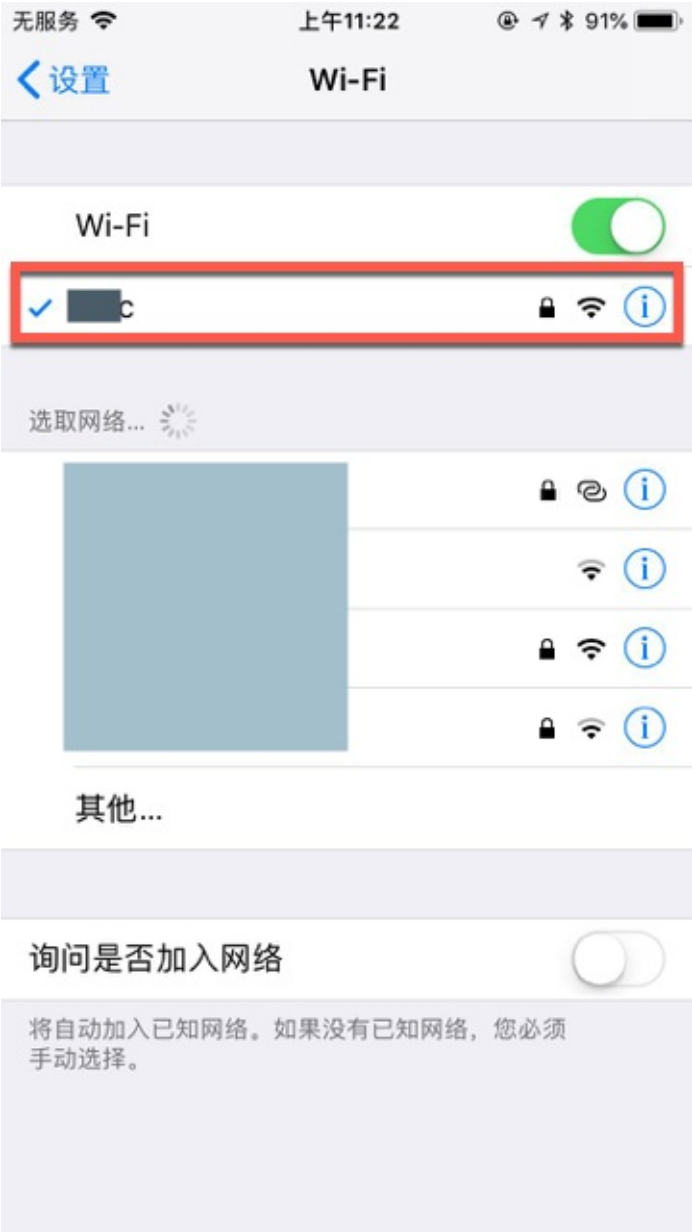 无服务
上午11:22
91%
设置
Wi-Fi
Wi-Fi
c
选取网络...
其他...
询问是否加入网络
将自动加入已知网络。如果没有已知网络，您必须
手动选择。